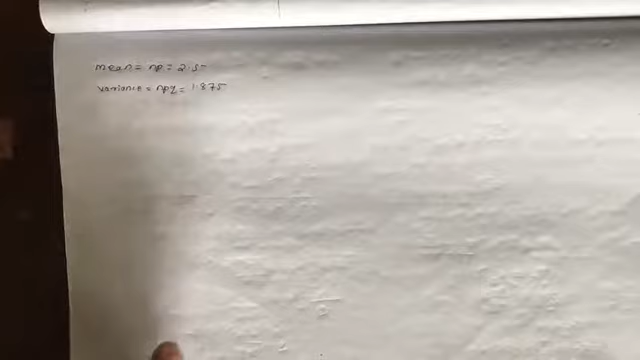 mean = np = 2.5
variance = npq = 1.875